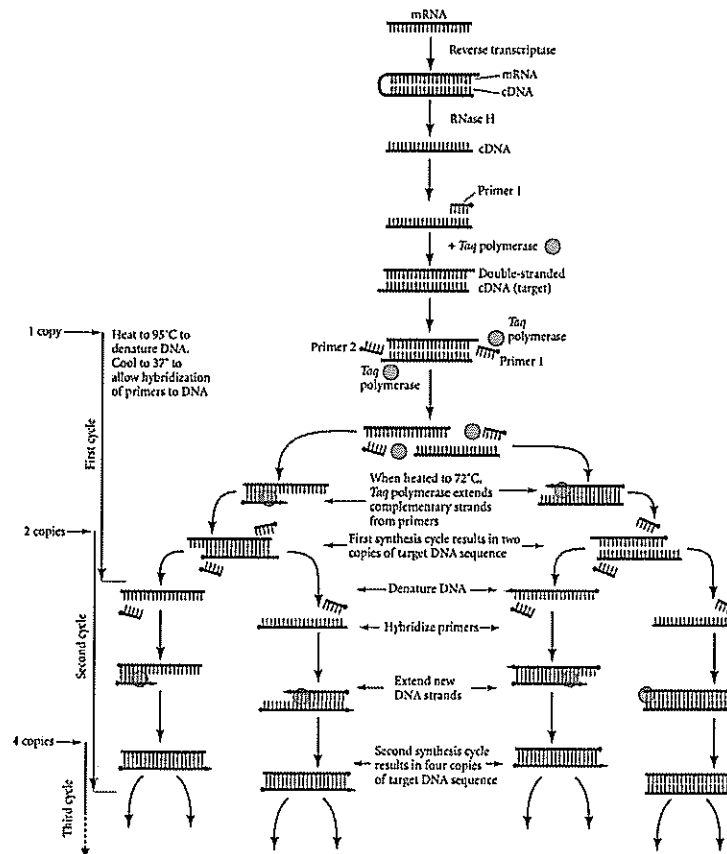 mRNA
Reverse transcriptase
mRNA
cDNA
RNase H
cDNA
Primer 1
+ Taq polymerase
Double-stranded
cDNA (target)
1 copy
Heat to 95°C to
denature DNA.
Cool to 37° to
allow hybridization
of primers to DNA
Taq
polymerase
Primer 2
Primer 1
Taq
polymerase
First cycle
When heated to 72°C,
Taq polymerase extends
complementary strands
from primers
2 copies
First synthesis cycle results in two
copies of target DNA sequence
Denature DNA
Hybridize primers
Second cycle
Extend new
DNA strands
4 copies
Second synthesis cycle
results in four copies
of target DNA sequence
Third cycle